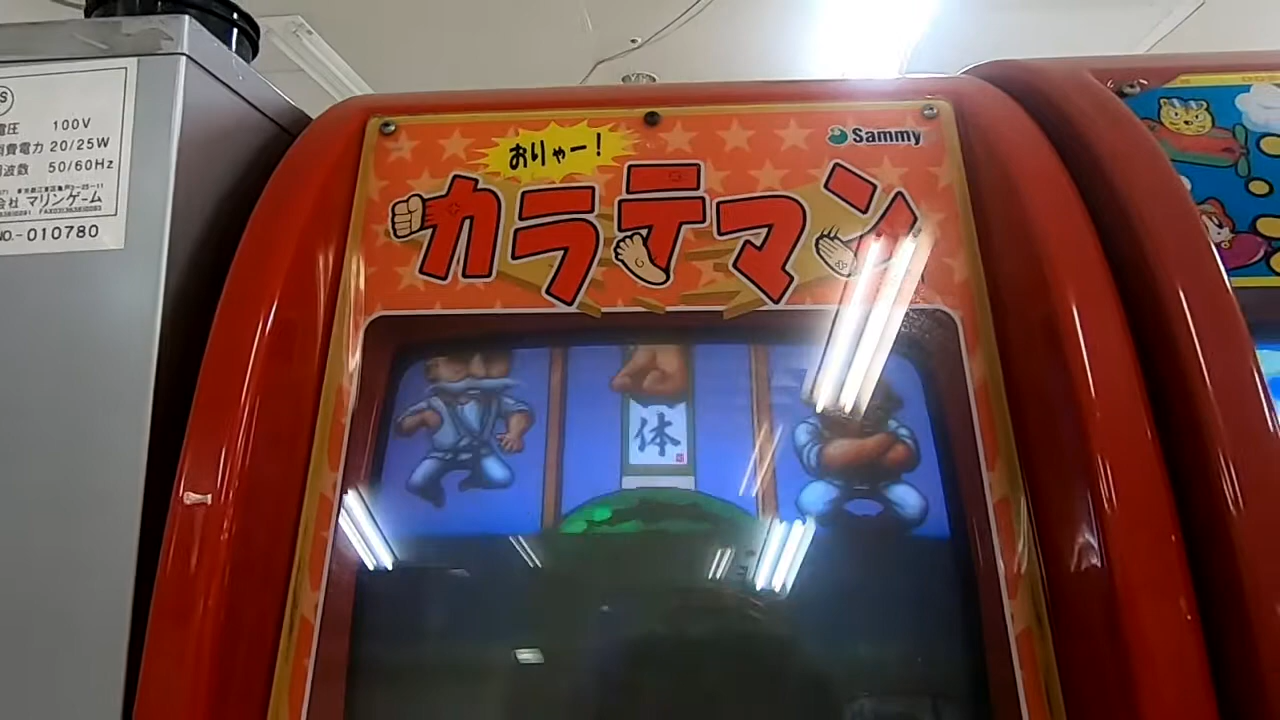 電圧 100V
消費電力 20/25W
周波数 50/60Hz
会社 マリンゲーム
NO.-010780
おりゃー!
Sammy
カラテマン
体